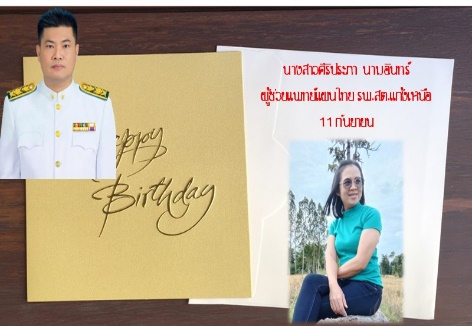 Happy
Birthday
นางสาวศิริประภา นามอินทร์
ผู้ช่วยแพทย์แผนไทย รพ.สต.แก้งเหนือ
11 กันยายน